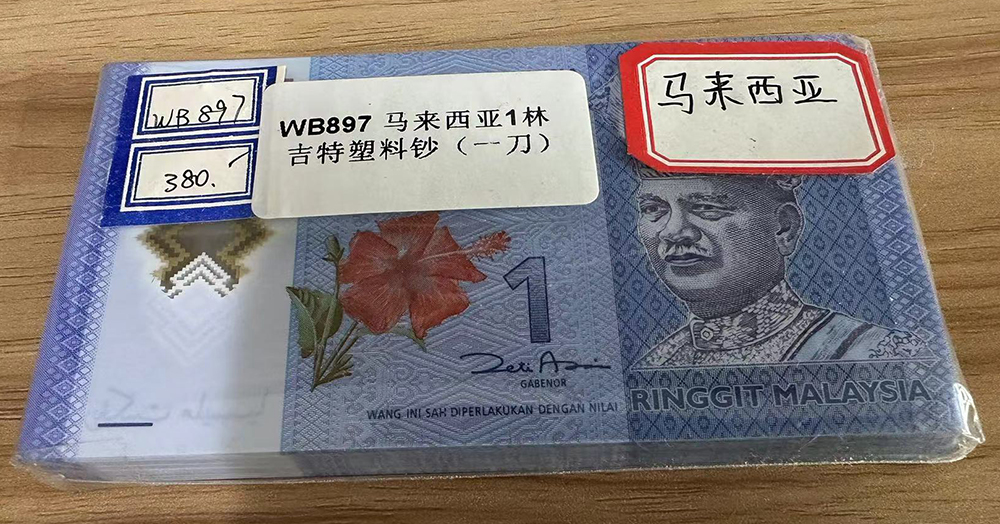 WB897
380.
WB897 马来西亚1林
吉特塑料钞（一刀）
马来西亚
1
Zeti Aziz
GABENOR
WANG INI SAH DIPERLAKUKAN DENGAN NILAI
RINGGIT MALAYSIA